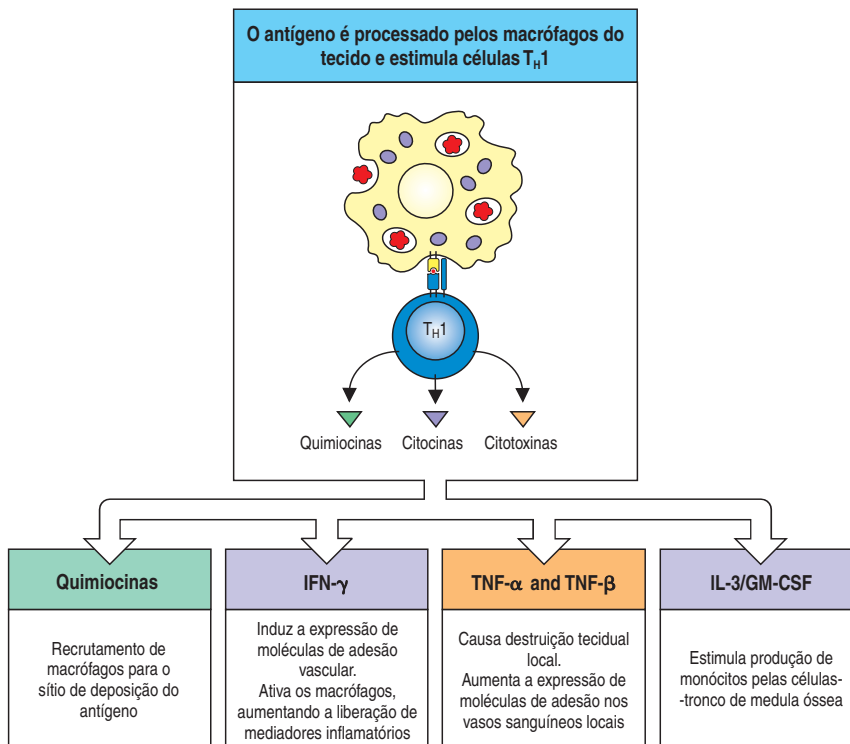 O antígeno é processado pelos macrófagos do
tecido e estimula células T_H1
T_H1
Quimiocinas
Citocinas
Citotoxinas
Quimiocinas
Recrutamento de
macrófagos para o
sítio de deposição do
antígeno
IFN-γ
Induz a expressão de
moléculas de adesão
vascular.
Ativa os macrófagos,
aumentando a liberação de
mediadores inflamatórios
TNF-α and TNF-β
Causa destruição tecidual
local.
Aumenta a expressão de
moléculas de adesão nos
vasos sanguíneos locais
IL-3/GM-CSF
Estimula produção de
monócitos pelas células-
-tronco de medula óssea